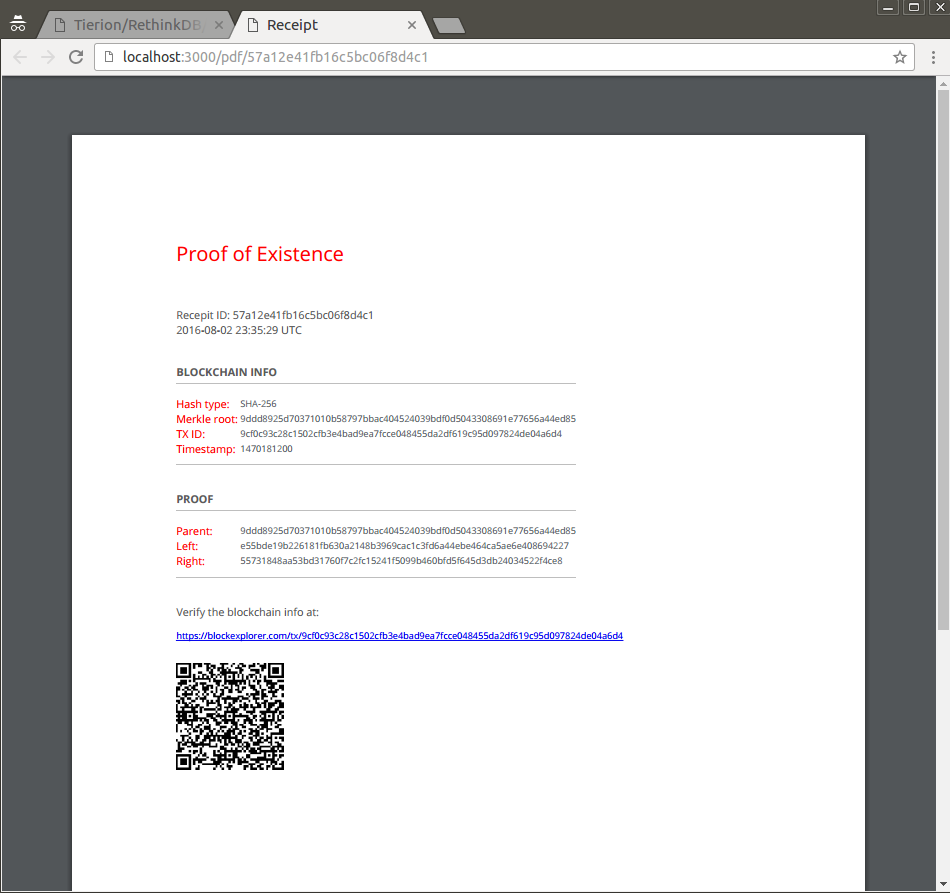 Tierion/RethinkDB
Receipt
localhost:3000/pdf/57a12e41fb16c5bc06f8d4c1
Proof of Existence
Recepit ID: 57a12e41fb16c5bc06f8d4c1
2016-08-02 23:35:29 UTC
BLOCKCHAIN INFO
Hash type: SHA-256
Merkle root: 9ddd8925d70371010b58797bbac404524039bdf0d5043308691e77656a44ed85
TX ID: 9cf0c93c28c1502cfb3e4bad9ea7fcce048455da2df619c95d097824de04a6d4
Timestamp: 1470181200
PROOF
Parent: 9ddd8925d70371010b58797bbac404524039bdf0d5043308691e77656a44ed85
Left: e55bde19b226181fb630a2148b3969cac1c3fd6a44ebe464ca5ae6e408694227
Right: 55731848aa53bd31760f7c2fc15241f5099b460bfd5f645d3db24034522f4ce8
Verify the blockchain info at:
https://blockexplorer.com/tx/9cf0c93c28c1502cfb3e4bad9ea7fcce048455da2df619c95d097824de04a6d4